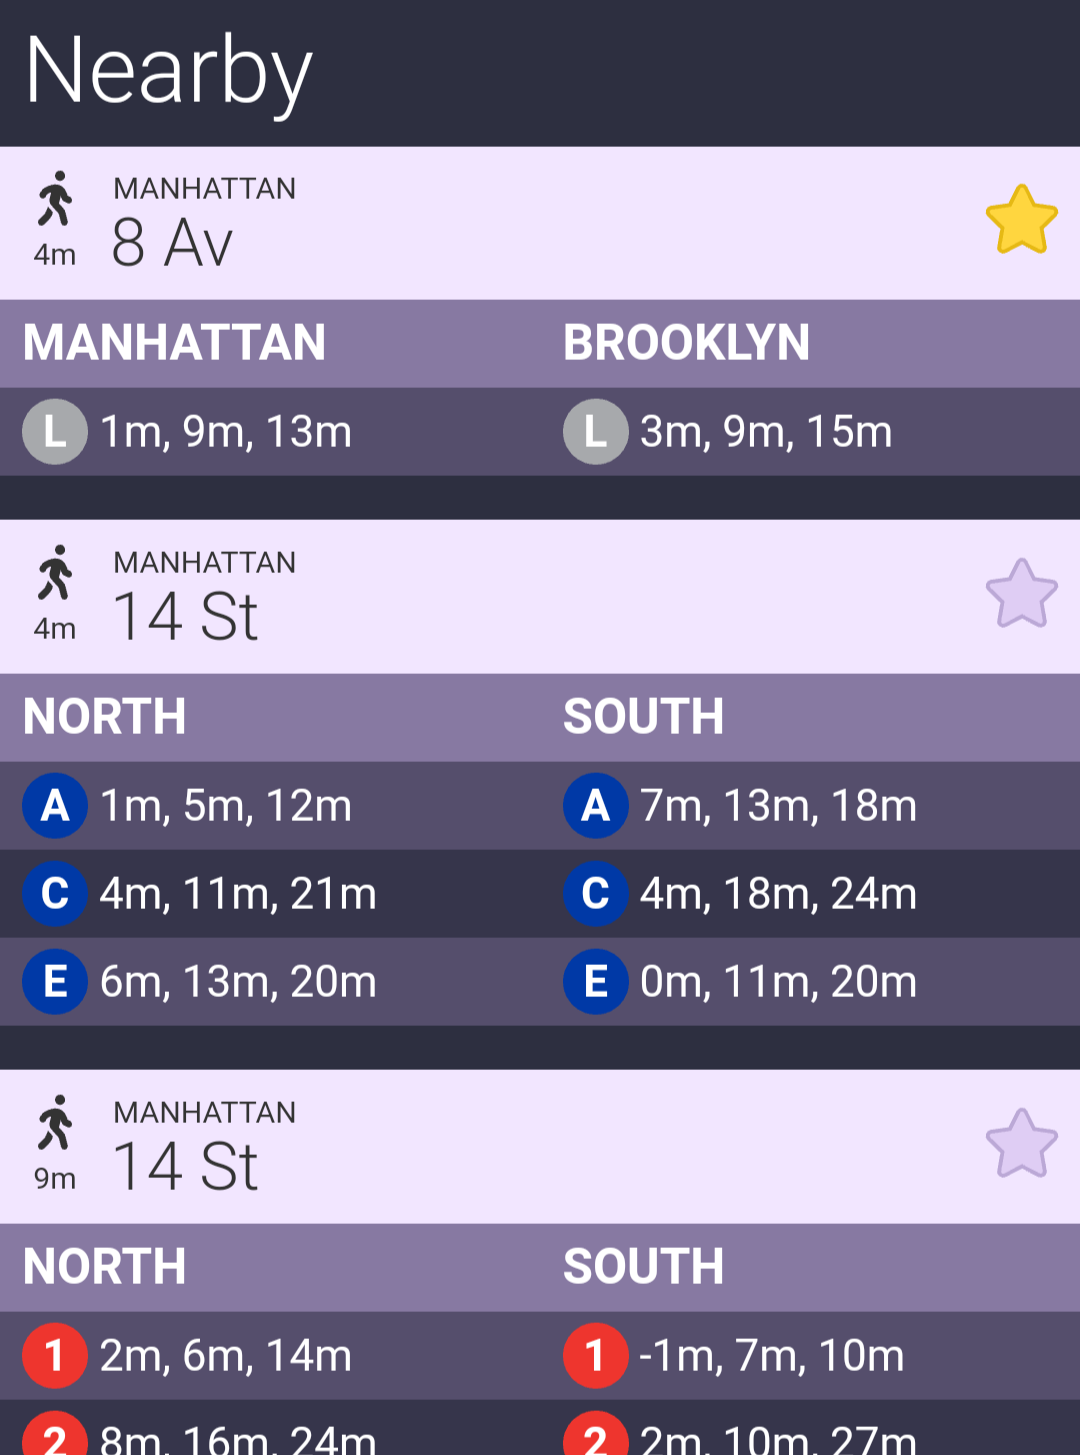 Nearby
MANHATTAN
8 Av
4m
MANHATTAN BROOKLYN
L 1m, 9m, 13m L 3m, 9m, 15m
MANHATTAN
14 St
4m
NORTH SOUTH
A 1m, 5m, 12m A 7m, 13m, 18m
C 4m, 11m, 21m C 4m, 18m, 24m
E 6m, 13m, 20m E 0m, 11m, 20m
MANHATTAN
14 St
9m
NORTH SOUTH
1 2m, 6m, 14m 1 -1m, 7m, 10m
2 8m, 16m, 24m 2 2m, 10m, 27m